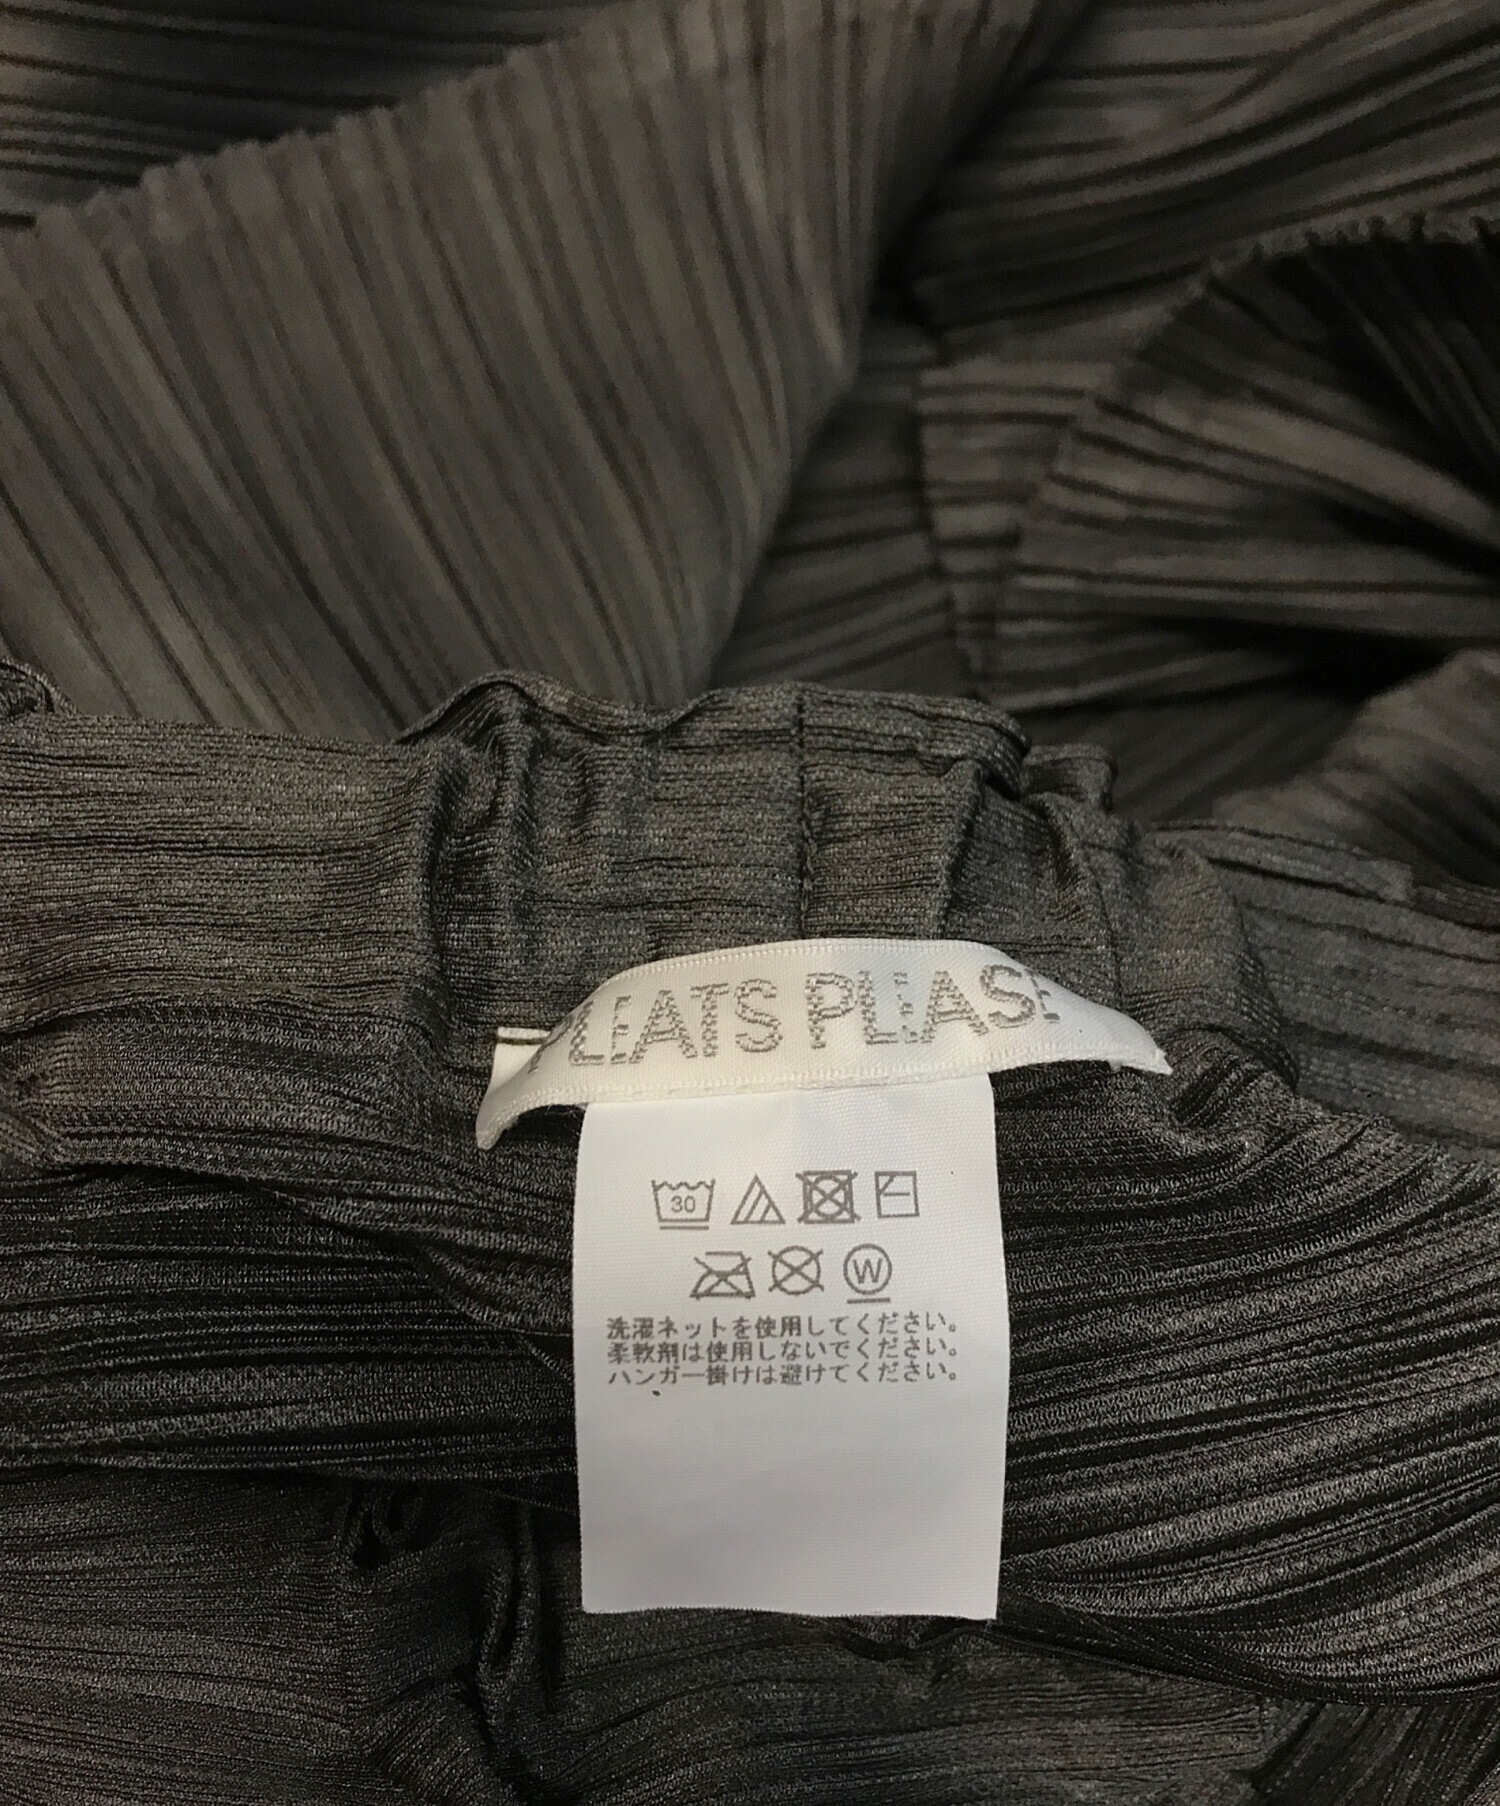 PLEATS PLEASE
30
W
洗濯ネットを使用してください。
柔軟剤は使用しないでください。
ハンガー掛けは避けてください。